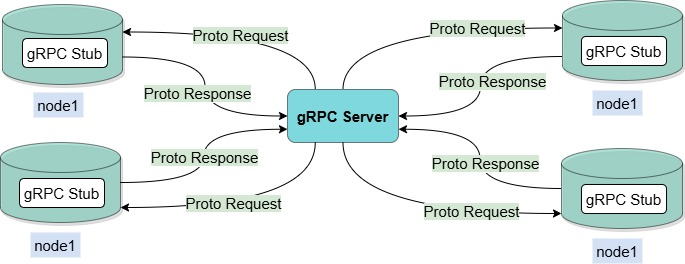 Proto Request
Proto Request
gRPC Stub
gRPC Stub
Proto Response
Proto Response
node1
node1
gRPC Server
Proto Response
Proto Response
gRPC Stub
gRPC Stub
Proto Request
Proto Request
node1
node1